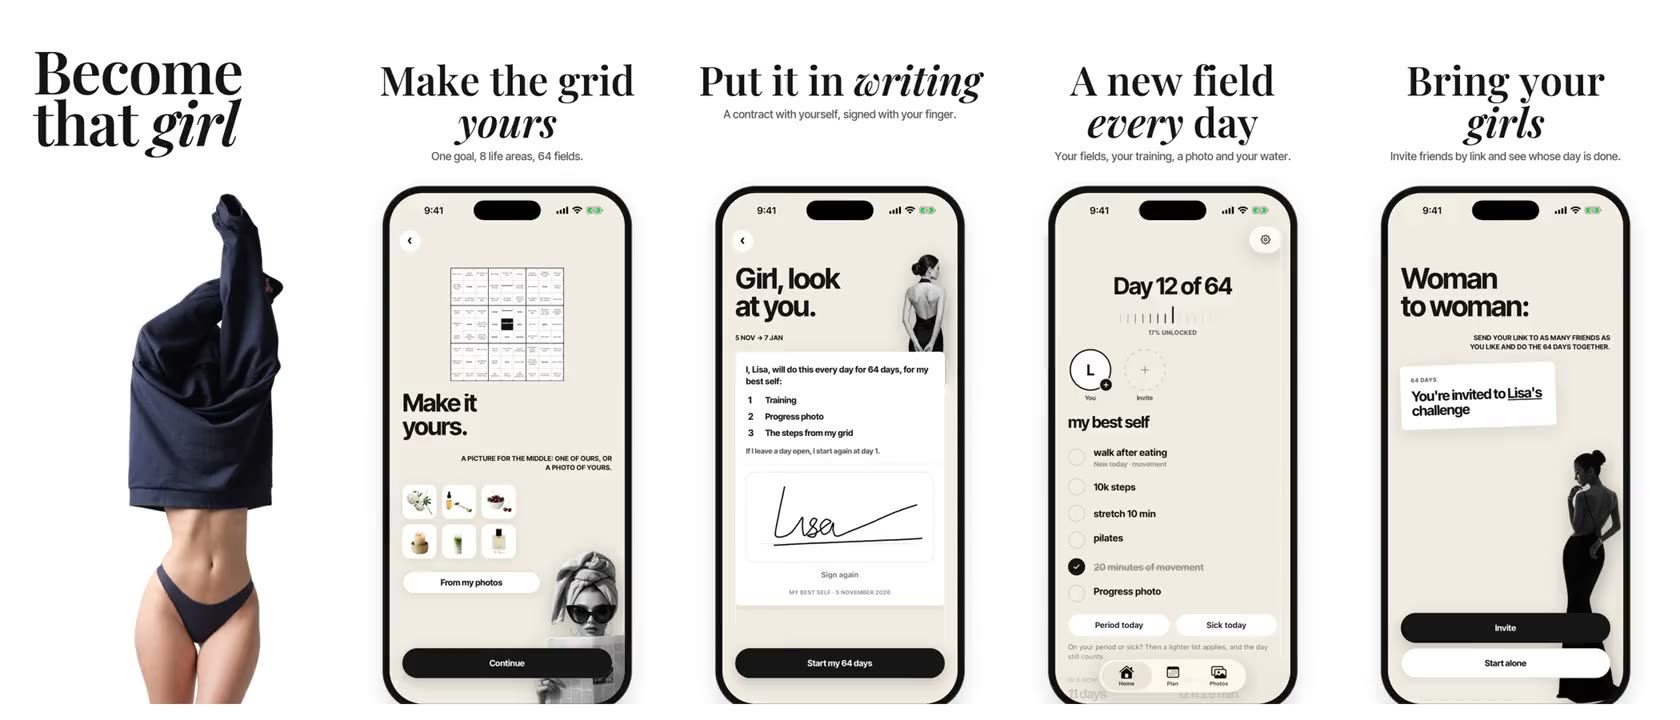 Become
that girl
Make the grid
yours
One goal, 8 life areas, 64 fields.
9:41
Make it
yours.
A PICTURE FOR THE MIDDLE: ONE OF OURS, OR
A PHOTO OF YOURS.
From my photos
Continue
Put it in writing
A contract with yourself, signed with your finger.
9:41
Girl, look
at you.
5 NOV → 7 JAN
I, Lisa, will do this every day for 64 days, for my
best self:
1 Training
2 Progress photo
3 The steps from my grid
If I leave a day open, I start again at day 1.
Lisa
Sign again
MY BEST SELF · 5 NOVEMBER 2026
Start my 64 days
A new field
every day
Your fields, your training, a photo and your water.
9:41
Day 12 of 64
17% UNLOCKED
L
You
Invite
my best self
walk after eating
New today · movement
10k steps
stretch 10 min
pilates
20 minutes of movement
Progress photo
Period today
Sick today
On your period or sick? Then a lighter list applies, and the day
still counts
Home
Plan
Photos
11 days
Bring your
girls
Invite friends by link and see whose day is done.
9:41
Woman
to woman:
SEND YOUR LINK TO AS MANY FRIENDS AS
YOU LIKE AND DO THE 64 DAYS TOGETHER.
64 DAYS
You're invited to Lisa's
challenge
Invite
Start alone